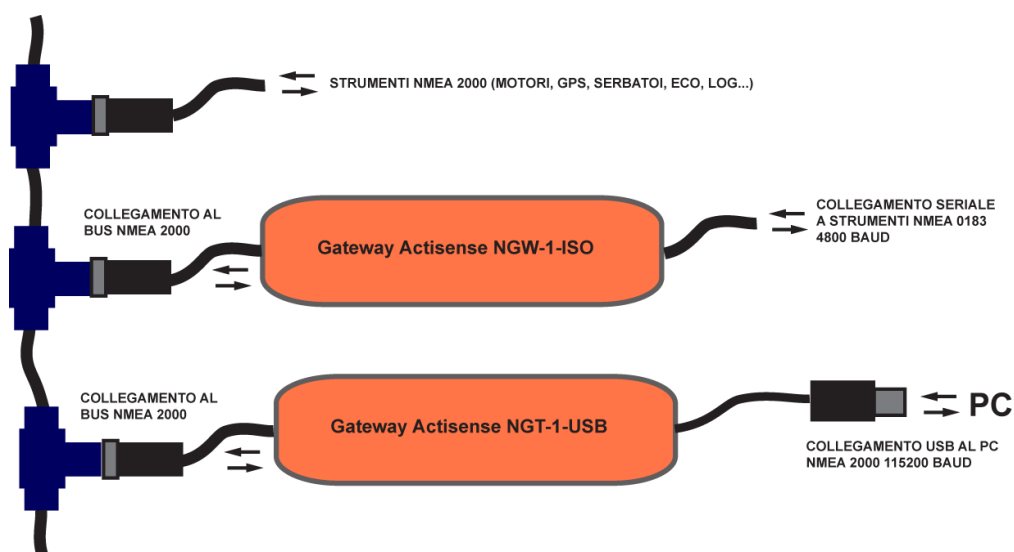 STRUMENTI NMEA 2000 (MOTORI, GPS, SERBATOI, ECO, LOG...)
COLLEGAMENTO AL
BUS NMEA 2000
Gateway Actisense NGW-1-ISO
COLLEGAMENTO SERIALE
A STRUMENTI NMEA 0183
4800 BAUD
COLLEGAMENTO AL
BUS NMEA 2000
Gateway Actisense NGT-1-USB
PC
COLLEGAMENTO USB AL PC
NMEA 2000 115200 BAUD